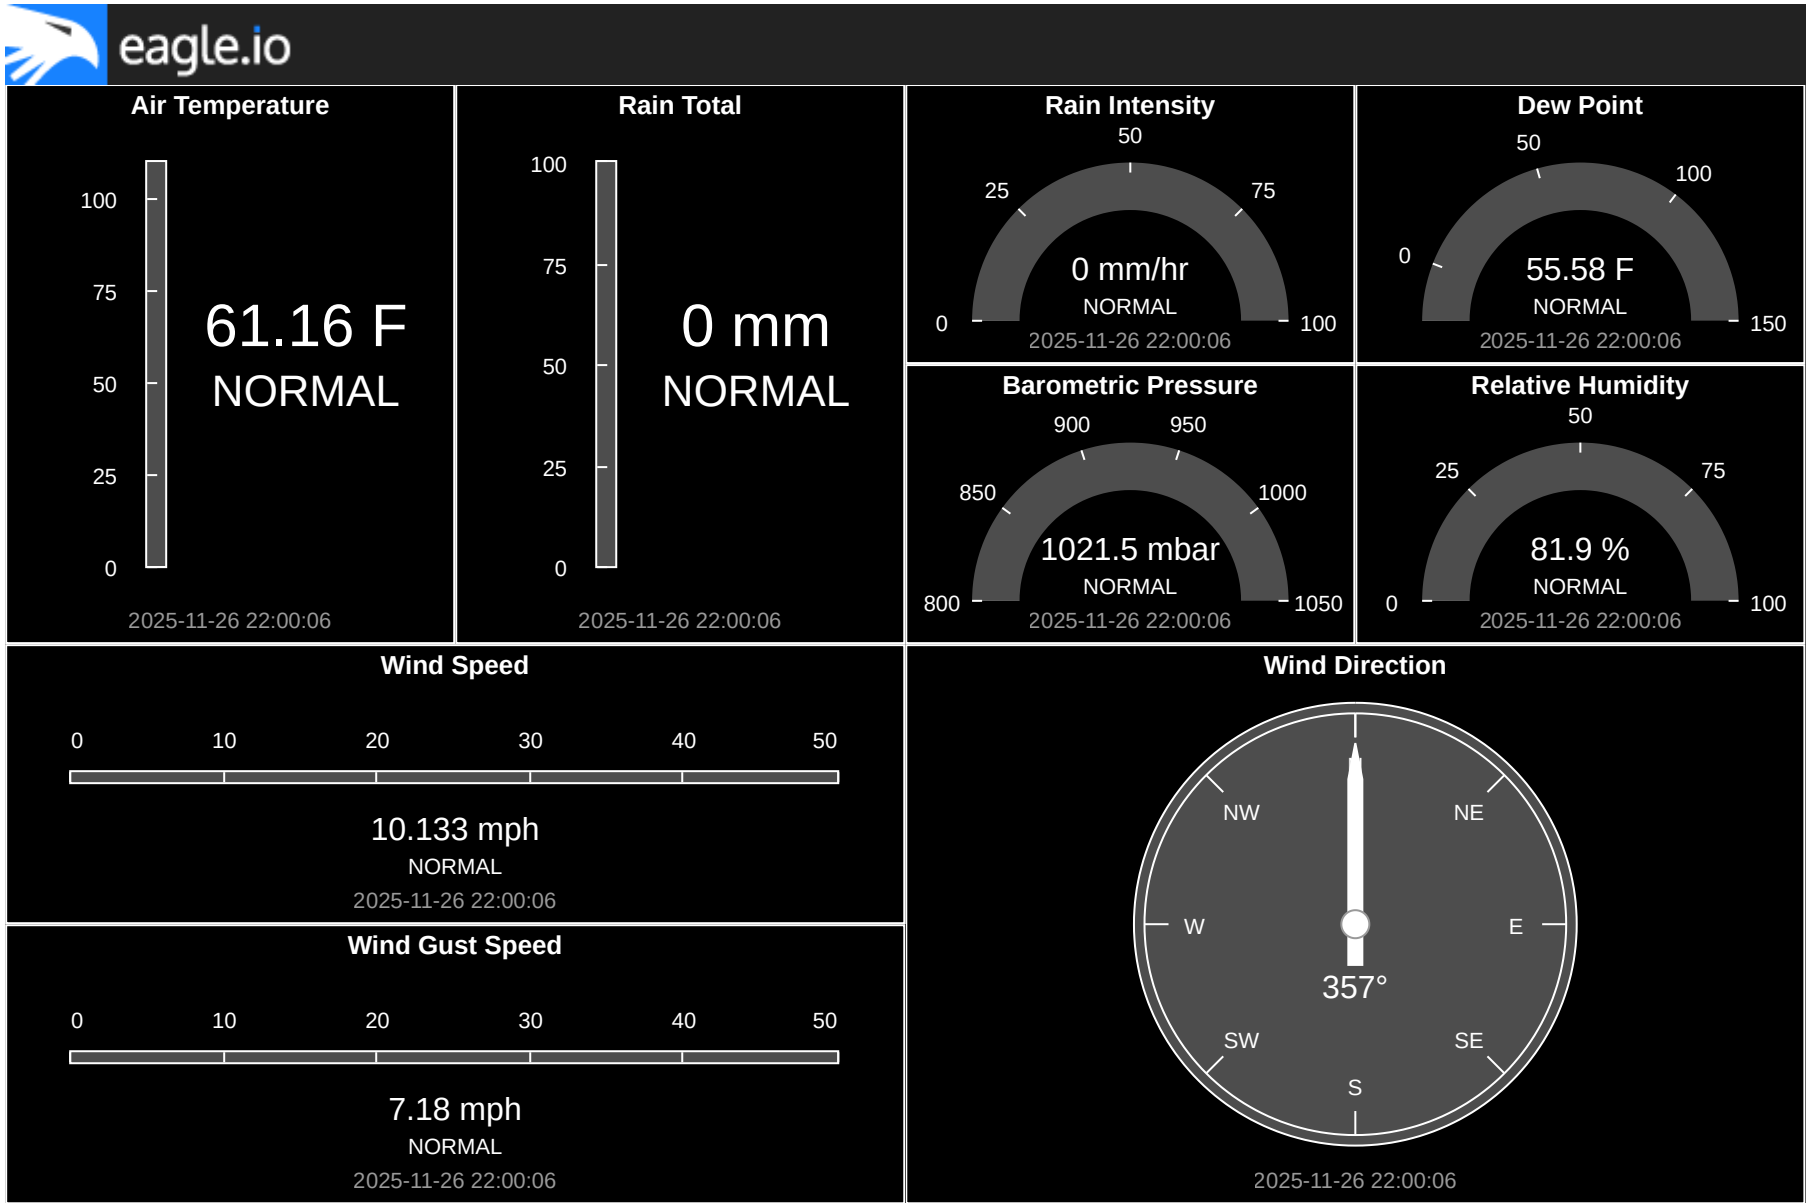 eagle.io
Air Temperature
100
75
50
25
0
61.16 F
NORMAL
2025-11-26 22:00:06
Rain Total
100
75
50
25
0
0 mm
NORMAL
2025-11-26 22:00:06
Rain Intensity
50
25
75
0
100
0 mm/hr
NORMAL
2025-11-26 22:00:06
Dew Point
50
100
0
150
55.58 F
NORMAL
2025-11-26 22:00:06
Barometric Pressure
900
950
850
1000
800
1050
1021.5 mbar
NORMAL
2025-11-26 22:00:06
Relative Humidity
50
25
75
0
100
81.9 %
NORMAL
2025-11-26 22:00:06
Wind Speed
0 10 20 30 40 50
10.133 mph
NORMAL
2025-11-26 22:00:06
Wind Gust Speed
0 10 20 30 40 50
7.18 mph
NORMAL
2025-11-26 22:00:06
Wind Direction
NW
NE
W
E
357°
SW
SE
S
2025-11-26 22:00:06